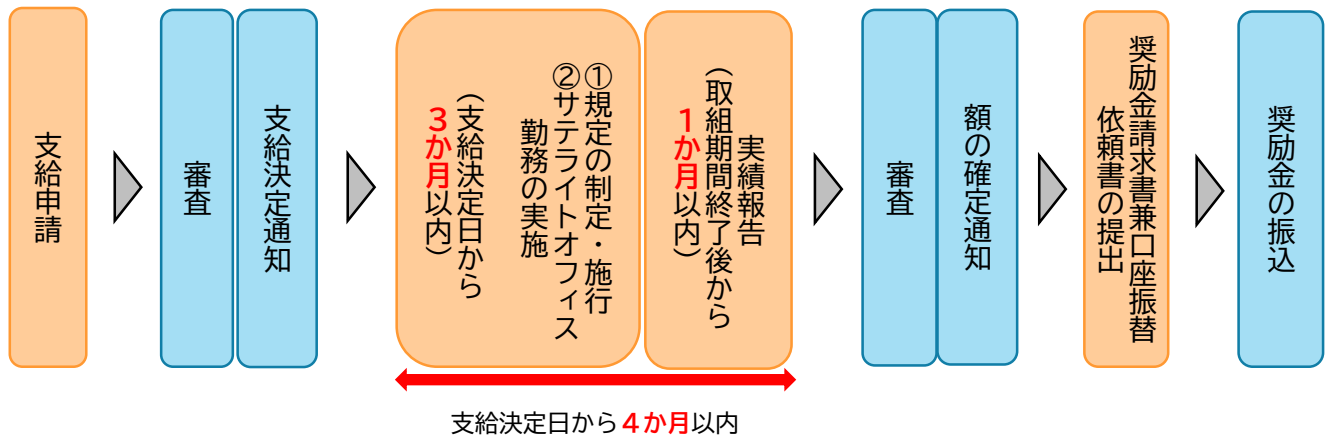 支給申請
審査
支給決定通知
①規定の制定・施行
②サテライトオフィス
勤務の実施
（支給決定日から
３か月以内）
実績報告
（取組期間終了後から
１か月以内）
審査
額の確定通知
奨励金請求書兼口座振替
依頼書の提出
奨励金の振込
支給決定日から４か月以内